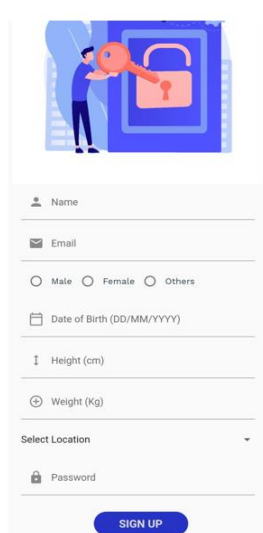 Name
Email
Male Female Others
Date of Birth (DD/MM/YYYY)
Height (cm)
Weight (Kg)
Select Location
Password
SIGN UP